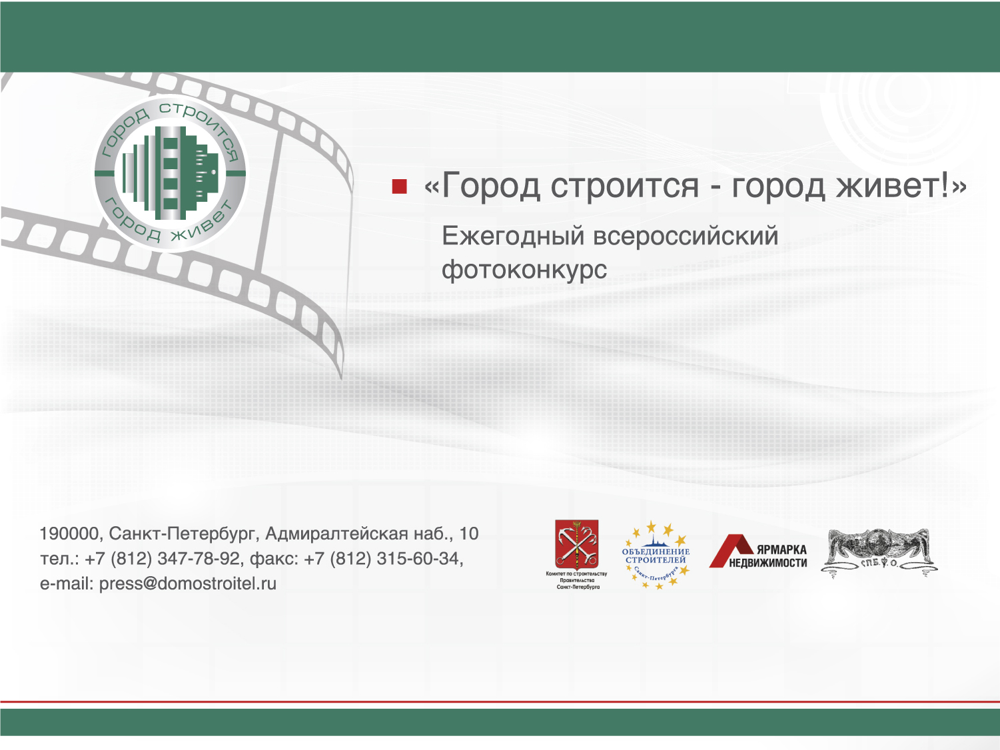 город строится
город живет
«Город строится - город живет!»
Ежегодный всероссийский
фотоконкурс
190000, Санкт-Петербург, Адмиралтейская наб., 10
тел.: +7 (812) 347-78-92, факс: +7 (812) 315-60-34,
e-mail: press@domostroitel.ru
Комитет по строительству
Правительства
Санкт-Петербурга
ОБЪЕДИНЕНИЕ
СТРОИТЕЛЕЙ
Санкт-Петербурга
ЯРМАРКА
НЕДВИЖИМОСТИ
СПБ.Ф.О.